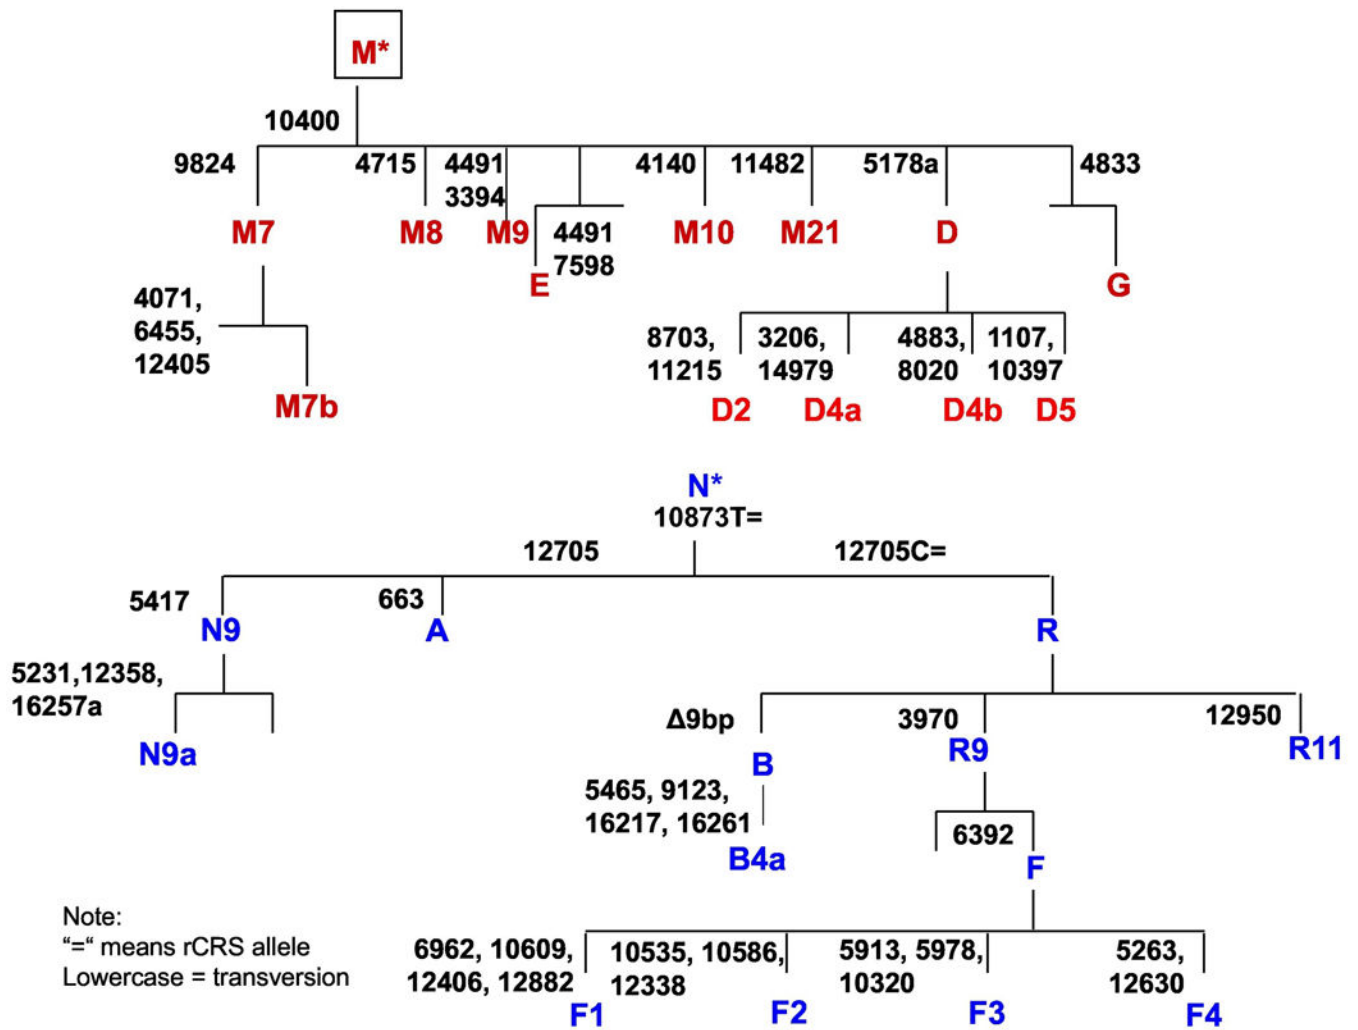 M*
10400
9824 4715 4491 4140 11482 5178a 4833
3394
M7 M8 M9 M10 M21 D
4491
7598
E G
4071,
6455,
12405
M7b
8703, 3206, 4883, 1107,
11215 14979 8020 10397
D2 D4a D4b D5
N*
10873T=
12705 12705C=
5417 663
N9 A R
5231,12358,
16257a
N9a
Δ9bp 3970 12950
B R9 R11
5465, 9123,
16217, 16261
B4a
6392
F
Note:
“=“ means rCRS allele
Lowercase = transversion
6962, 10609, 10535, 10586, 5913, 5978, 5263,
12406, 12882 12338 10320 12630
F1 F2 F3 F4